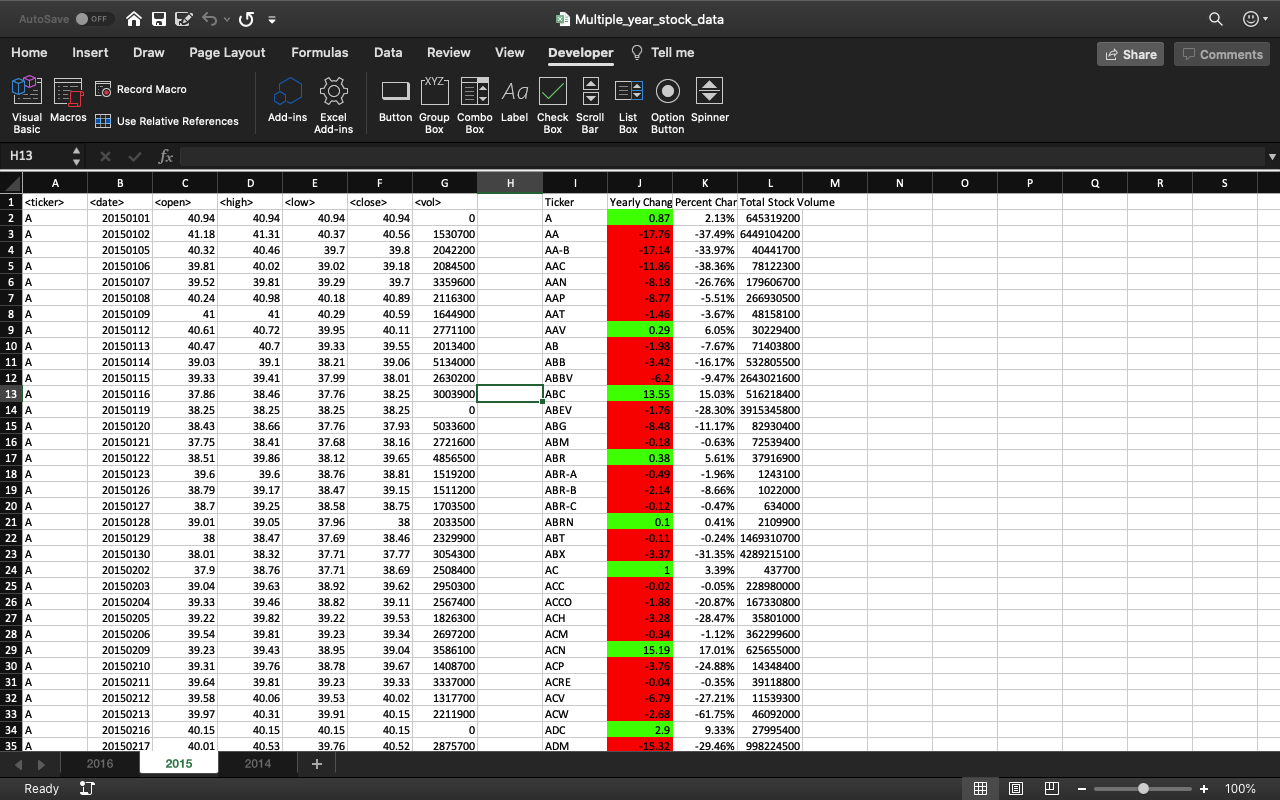 AutoSave OFF Multiple_year_stock_data
Home Insert Draw Page Layout Formulas Data Review View Developer Tell me Share Comments
Visual Basic Macros Record Macro Use Relative References Add-ins Excel Add-ins Button Group Box Combo Box Label Check Box Scroll Bar List Box Option Button Spinner
XYZ Aa
H13 fx
A B C D E F G H I J K L M N O P Q R S
1 <ticker> <date> <open> <high> <low> <close> <vol> Ticker Yearly Chang Percent Char Total Stock Volume
2 A 20150101 40.94 40.94 40.94 40.94 0 A 0.87 2.13% 645319200
3 A 20150102 41.18 41.31 40.37 40.56 1530700 AA -17.76 -37.49% 6449104200
4 A 20150105 40.32 40.46 39.7 39.8 2042200 AA-B -17.14 -33.97% 40441700
5 A 20150106 39.81 40.02 39.02 39.18 2084500 AAC -11.86 -38.36% 78122300
6 A 20150107 39.52 39.81 39.29 39.7 3359600 AAN -8.18 -26.76% 179606700
7 A 20150108 40.24 40.98 40.18 40.89 2116300 AAP -8.77 -5.51% 266930500
8 A 20150109 41 41 40.29 40.59 1644900 AAT -1.46 -3.67% 48158100
9 A 20150112 40.61 40.72 39.95 40.11 2771100 AAV 0.29 6.05% 30229400
10 A 20150113 40.47 40.7 39.33 39.55 2013400 AB -1.98 -7.67% 71403800
11 A 20150114 39.03 39.1 38.21 39.06 5134000 ABB -3.42 -16.17% 532805500
12 A 20150115 39.33 39.41 37.99 38.01 2630200 ABBV -6.2 -9.47% 2643021600
13 A 20150116 37.86 38.46 37.76 38.25 3003900 ABC 13.55 15.03% 516218400
14 A 20150119 38.25 38.25 38.25 38.25 0 ABEV -1.76 -28.30% 3915345800
15 A 20150120 38.43 38.66 37.76 37.93 5033600 ABG -8.48 -11.17% 82930400
16 A 20150121 37.75 38.41 37.68 38.16 2721600 ABM -0.18 -0.63% 72539400
17 A 20150122 38.51 39.86 38.12 39.65 4856500 ABR 0.38 5.61% 37916900
18 A 20150123 39.6 39.6 38.76 38.81 1519200 ABR-A -0.49 -1.96% 1243100
19 A 20150126 38.79 39.17 38.47 39.15 1511200 ABR-B -2.14 -8.66% 1022000
20 A 20150127 38.7 39.25 38.58 38.75 1703500 ABR-C -0.12 -0.47% 634000
21 A 20150128 39.01 39.05 37.96 38 2033500 ABRN 0.1 0.41% 2109900
22 A 20150129 38 38.47 37.69 38.46 2329900 ABT -0.11 -0.24% 1469310700
23 A 20150130 38.01 38.32 37.71 37.77 3054300 ABX -3.37 -31.35% 4289215100
24 A 20150202 37.9 38.76 37.71 38.69 2508400 AC 1 3.39% 437700
25 A 20150203 39.04 39.63 38.92 39.62 2950300 ACC -0.02 -0.05% 228980000
26 A 20150204 39.33 39.46 38.82 39.11 2567400 ACCO -1.88 -20.87% 167330800
27 A 20150205 39.22 39.82 39.22 39.53 1826300 ACH -3.28 -28.47% 35801000
28 A 20150206 39.54 39.81 39.23 39.34 2697200 ACM -0.34 -1.12% 362299600
29 A 20150209 39.23 39.43 38.95 39.04 3586100 ACN 15.19 17.01% 625655000
30 A 20150210 39.31 39.76 38.78 39.67 1408700 ACP -3.76 -24.88% 14348400
31 A 20150211 39.64 39.81 39.23 39.33 3337000 ACRE -0.04 -0.35% 39118800
32 A 20150212 39.58 40.06 39.53 40.02 1317700 ACV -6.79 -27.21% 11539300
33 A 20150213 39.97 40.31 39.91 40.15 2211900 ACW -2.68 -61.75% 46092000
34 A 20150216 40.15 40.15 40.15 40.15 0 ADC 2.9 9.33% 27995400
35 A 20150217 40.01 40.53 39.76 40.52 2875700 ADM -15.32 -29.46% 998224500
2016 2015 2014 +
Ready 100%